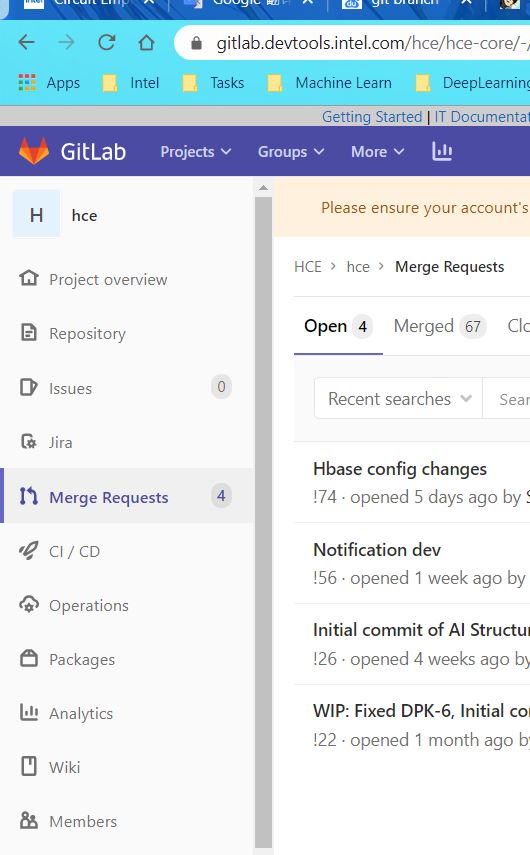 Circuit Emp
Google
git branch
gitlab.devtools.intel.com/hce/hce-core/-/
Apps Intel Tasks Machine Learn DeepLearning
Getting Started | IT Documentat
GitLab Projects Groups More
H hce
Please ensure your account's
HCE > hce > Merge Requests
Project overview
Repository
Issues 0
Jira
Merge Requests 4
CI / CD
Operations
Packages
Analytics
Wiki
Members
Open 4 Merged 67 Clo
Recent searches Sear
Hbase config changes
!74 · opened 5 days ago by S
Notification dev
!56 · opened 1 week ago by
Initial commit of AI Structu
!26 · opened 4 weeks ago by
WIP: Fixed DPK-6, Initial co
!22 · opened 1 month ago by